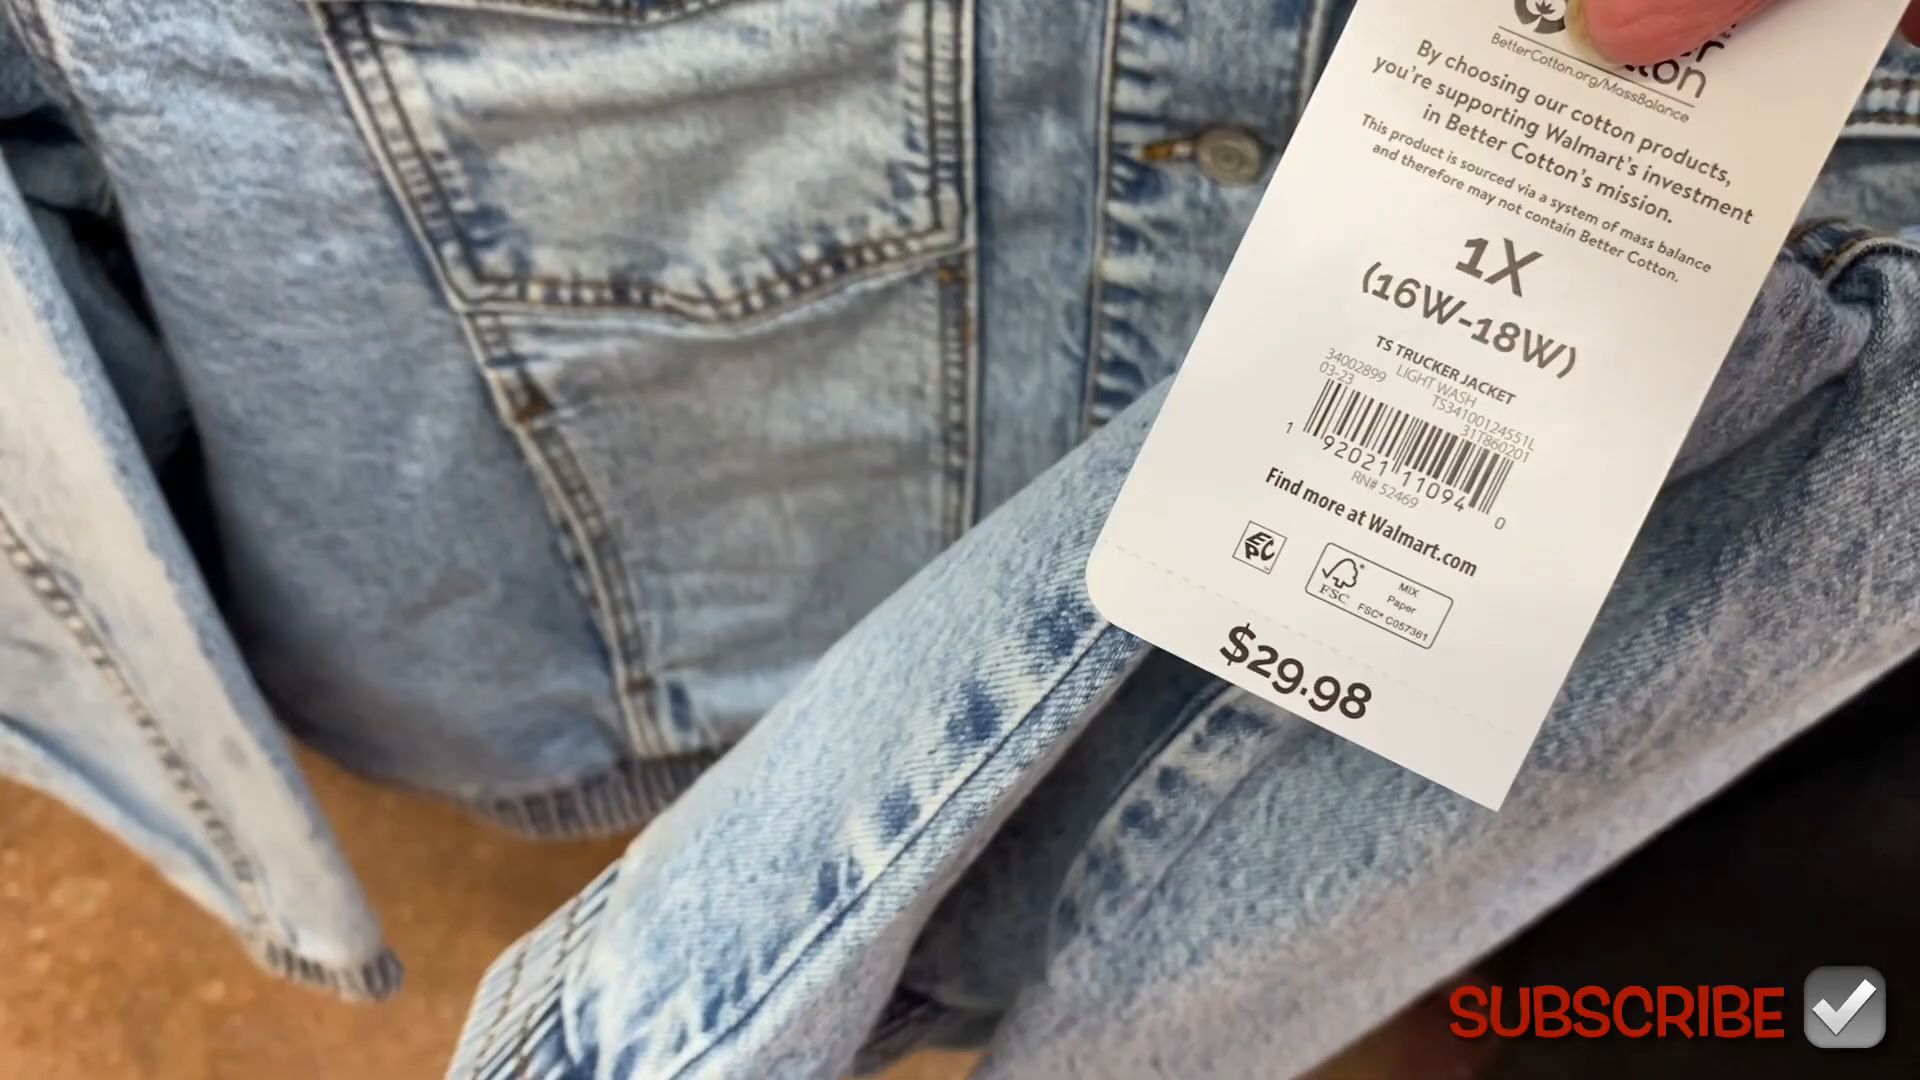 BetterCotton.org/MassBalance
By choosing our cotton products,
you're supporting Walmart's investment
in Better Cotton's mission.
This product is sourced via a system of mass balance
and therefore may not contain Better Cotton.
1X
(16W-18W)
TS TRUCKER JACKET
34002899 LIGHT WASH
03-23 TS34100124551L
31T860201
1 92021 11094 0
RN# 52469
Find more at Walmart.com
EPC
FSC
MIX
Paper
FSC® C057361
$29.98
SUBSCRIBE